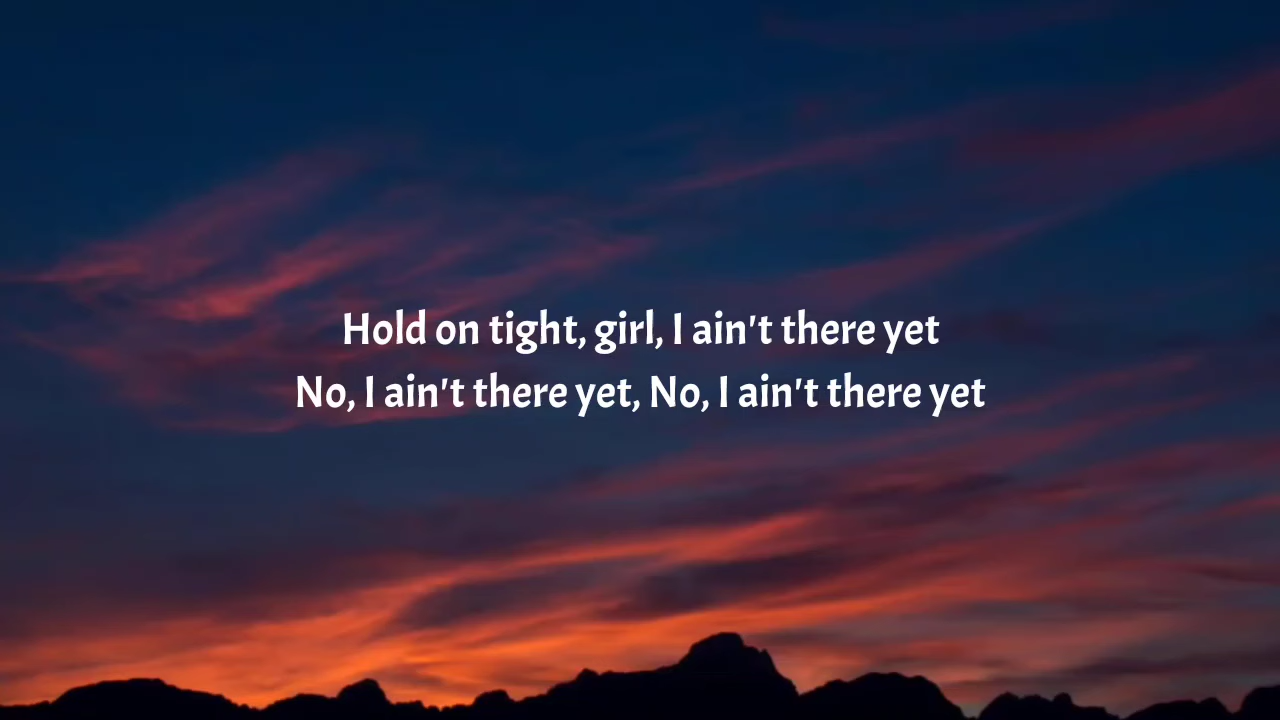 Hold on tight, girl, I ain't there yet
No, I ain't there yet, No, I ain't there yet